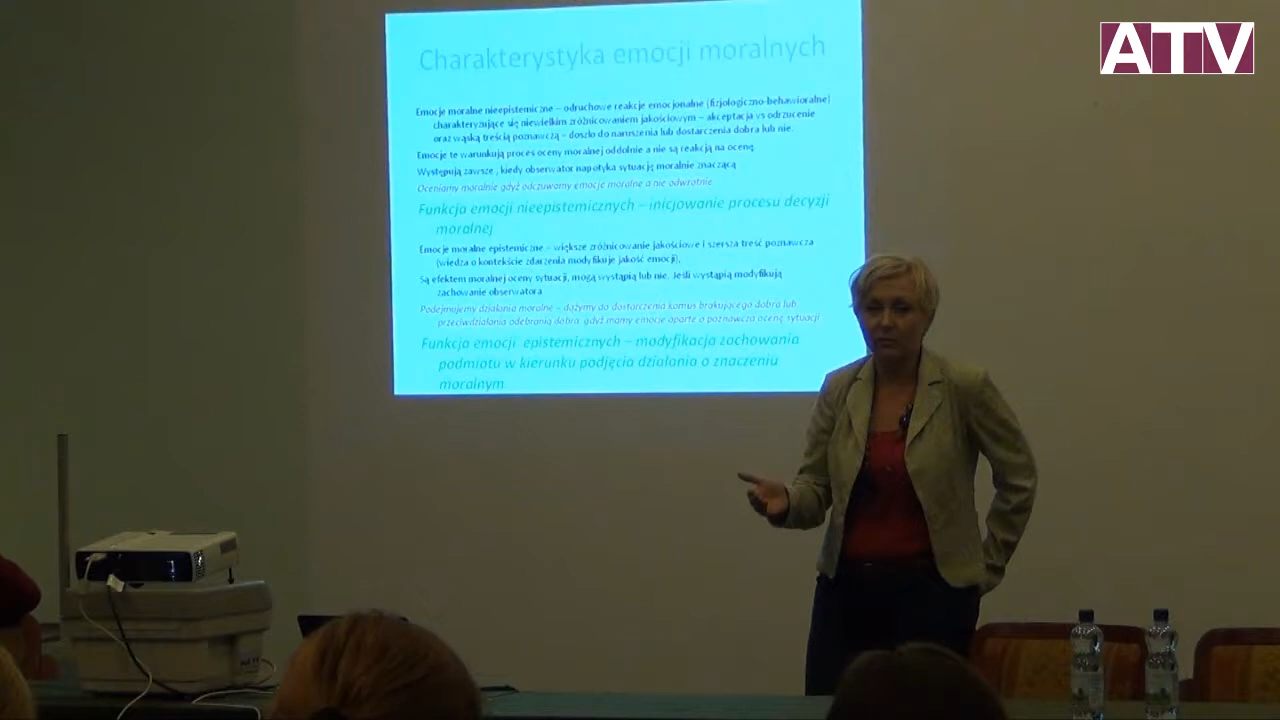 ATV
Charakterystyka emocji moralnych
Emocje moralne nieepistemiczne – odruchowe reakcje emocjonalne (fizjologiczno-behawioralne)
charakteryzujące się niewielkim zróżnicowaniem jakościowym – akceptacja vs odrzucenie
oraz wąską treścią poznawczą – doszło do naruszenia lub dostarczenia dobra lub nie.
Emocje te warunkują proces oceny moralnej oddolnie a nie są reakcją na ocenę
Występują zawsze , kiedy obserwator napotyka sytuację moralnie znaczącą
Oceniamy moralnie gdyż odczuwamy emocje moralne a nie odwrotnie
Funkcja emocji nieepistemicznych – inicjowanie procesu decyzji
moralnej
Emocje moralne epistemiczne – większe zróżnicowanie jakościowe i szersza treść poznawcza
(wiedza o kontekście zdarzenia modyfikuje jakość emocji),
Są efektem moralnej oceny sytuacji, mogą wystąpią lub nie. Jeśli wystąpią modyfikują
zachowanie obserwatora
Podejmujemy działania moralne – dążymy do dostarczenia komuś brakującego dobra lub
przeciwdziałania odebrania dobra gdyż mamy emocje oparte o poznawczą ocenę sytuacji
Funkcja emocji epistemicznych – modyfikacja zachowania
podmiotu w kierunku podjęcia działania o znaczeniu
moralnym